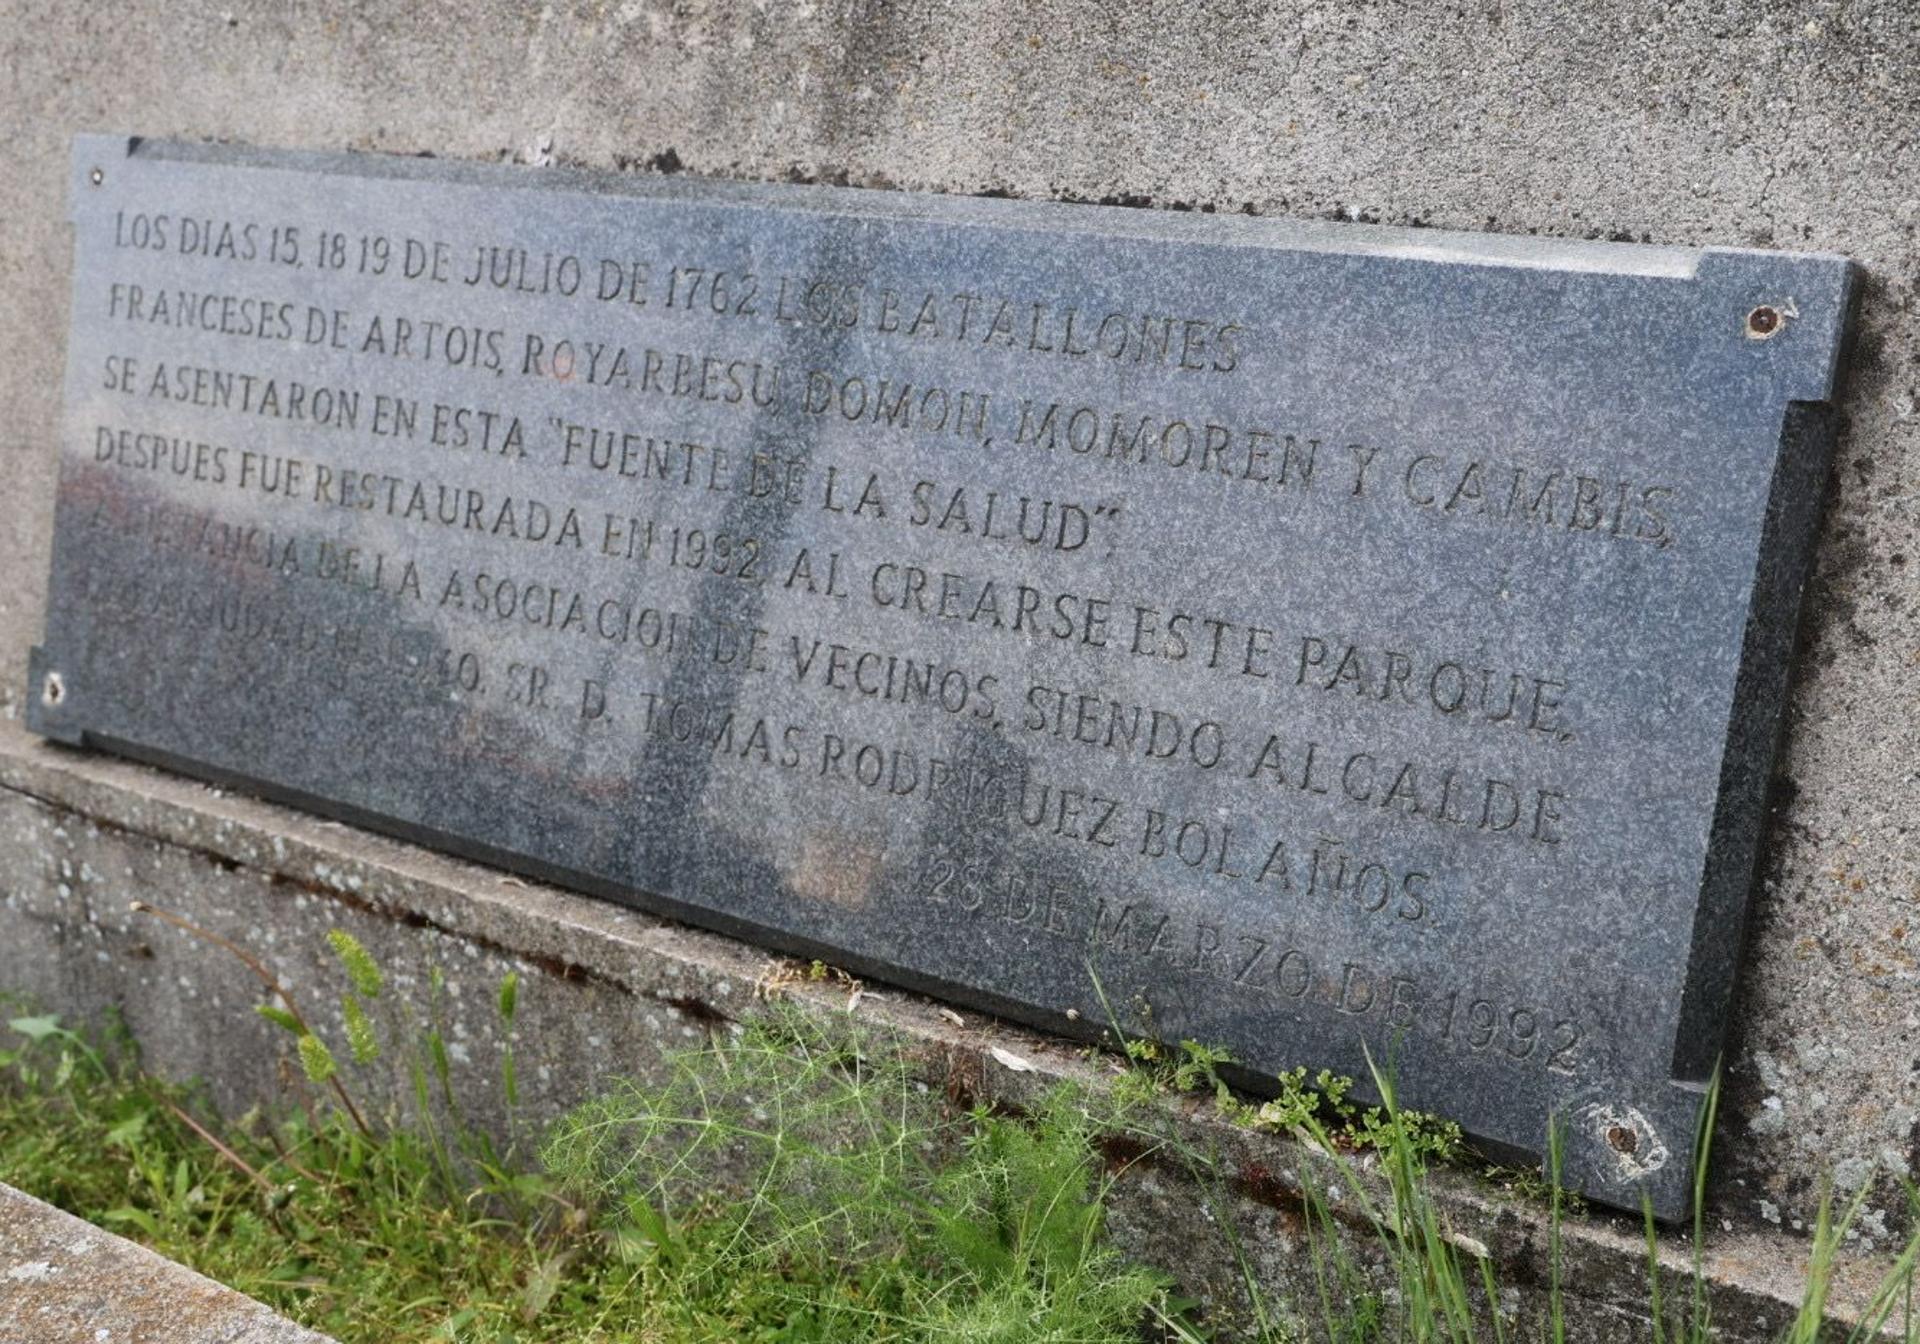 LOS DIAS 15, 18 19 DE JULIO DE 1762 LOS BATALLONES
FRANCESES DE ARTOIS, ROYARBESU, DOMON, MOMOREN Y CAMBIS,
SE ASENTARON EN ESTA "FUENTE DE LA SALUD".
DESPUES FUE RESTAURADA EN 1992, AL CREARSE ESTE PARQUE,
A INSTANCIA DE LA ASOCIACION DE VECINOS, SIENDO ALCALDE
CIUDAD SR. D. TOMAS RODRIGUEZ BOLAÑOS.
28 DE MARZO DE 1992